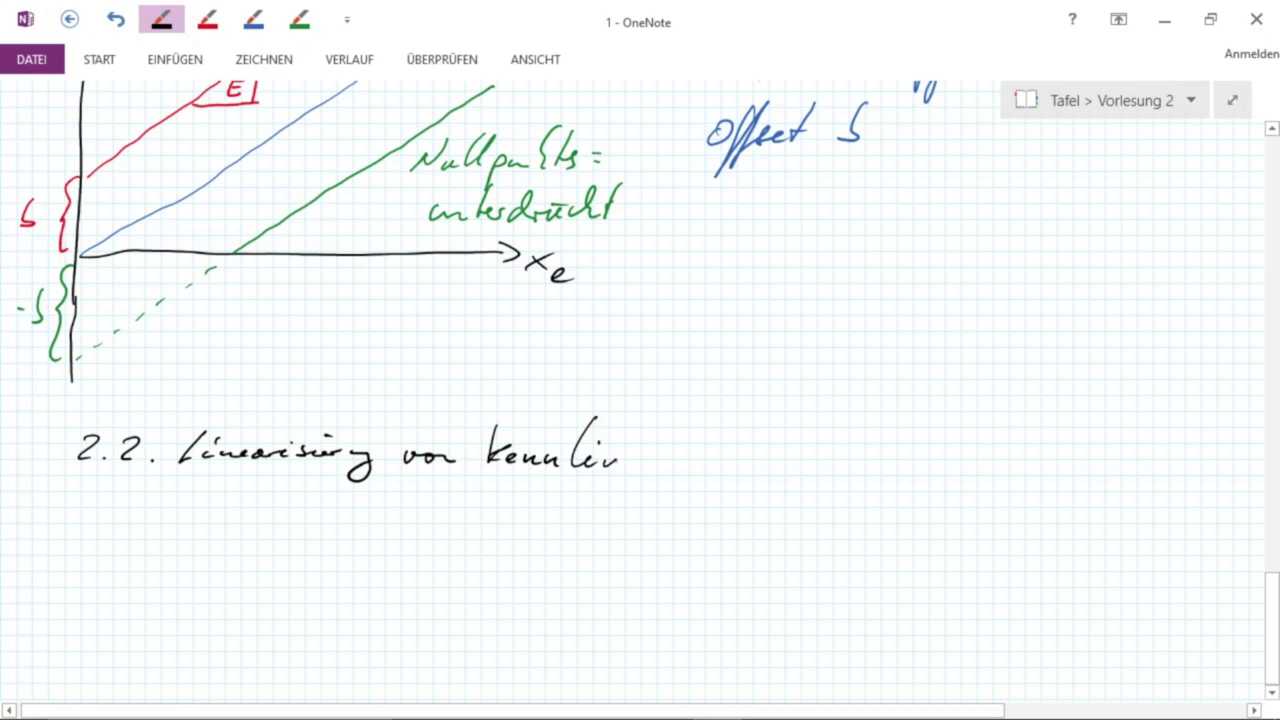 1 - OneNote
DATEI START EINFÜGEN ZEICHNEN VERLAUF ÜBERPRÜFEN ANSICHT
Anmelden
Tafel > Vorlesung 2
E
Offset S
Nullpunkts=
unterdrückt
S
xe
-S
2.2. Linearisierung von Kennlin